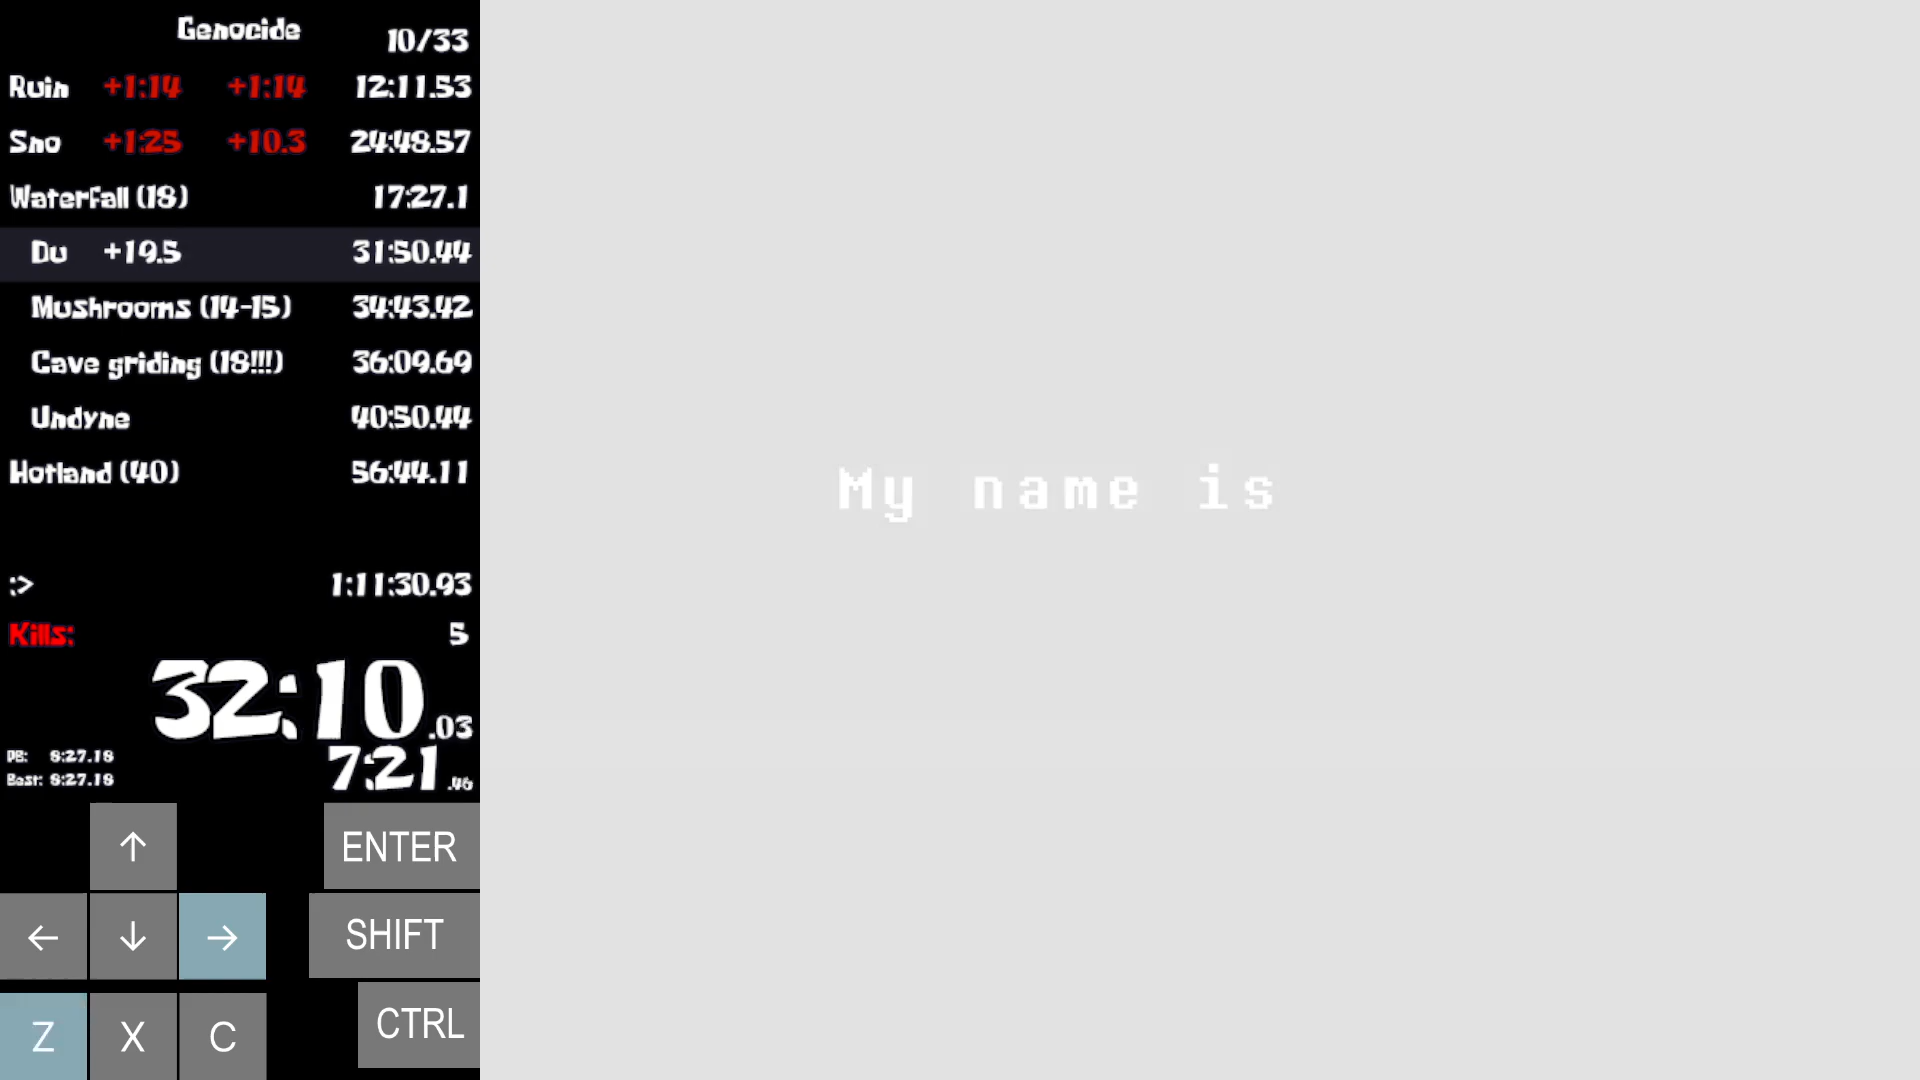 Genocide
10/33
Ruin +1:14 +1:14 12:11.53
Sno +1:25 +10.3 24:48.57
Waterfall (18) 17:27.1
Du +19.5 31:50.44
Mushrooms (14-15) 34:43.42
Cave griding (18!!!) 36:09.69
Undyne 40:50.44
Hotland (40) 56:44.11
:> 1:11:30.93
Kills: 5
32:10.03
PB: 8:27.18 7:21.46
Best: 8:27.18
↑ ENTER
← ↓ → SHIFT
Z X C CTRL
My name is